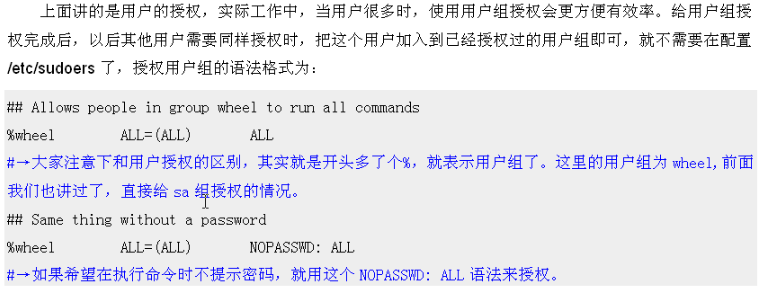 上面讲的是用户的授权，实际工作中，当用户很多时，使用用户组授权会更方便有效率。给用户组授
权完成后，以后其他用户需要同样授权时，把这个用户加入到已经授权过的用户组即可，就不需要在配置
/etc/sudoers 了，授权用户组的语法格式为：
## Allows people in group wheel to run all commands
%wheel ALL=(ALL) ALL
#→大家注意下和用户授权的区别，其实就是开头多了个%，就表示用户组了。这里的用户组为 wheel,前面
我们也讲过了，直接给 sa 组授权的情况。
## Same thing without a password
%wheel ALL=(ALL) NOPASSWD: ALL
#→如果希望在执行命令时不提示密码，就用这个 NOPASSWD: ALL 语法来授权。